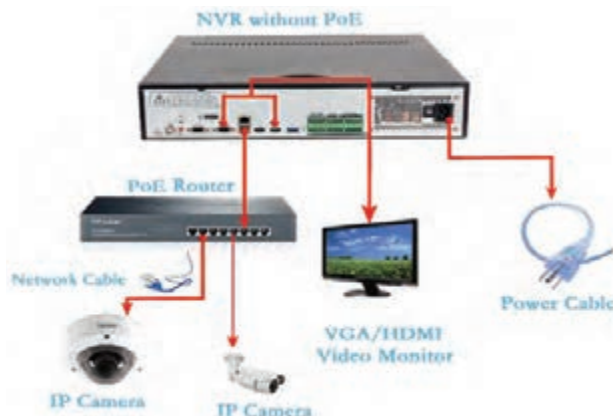 NVR without PoE
PoE Router
Network Cable
IP Camera
IP Camera
VGA/HDMI
Video Monitor
Power Cable